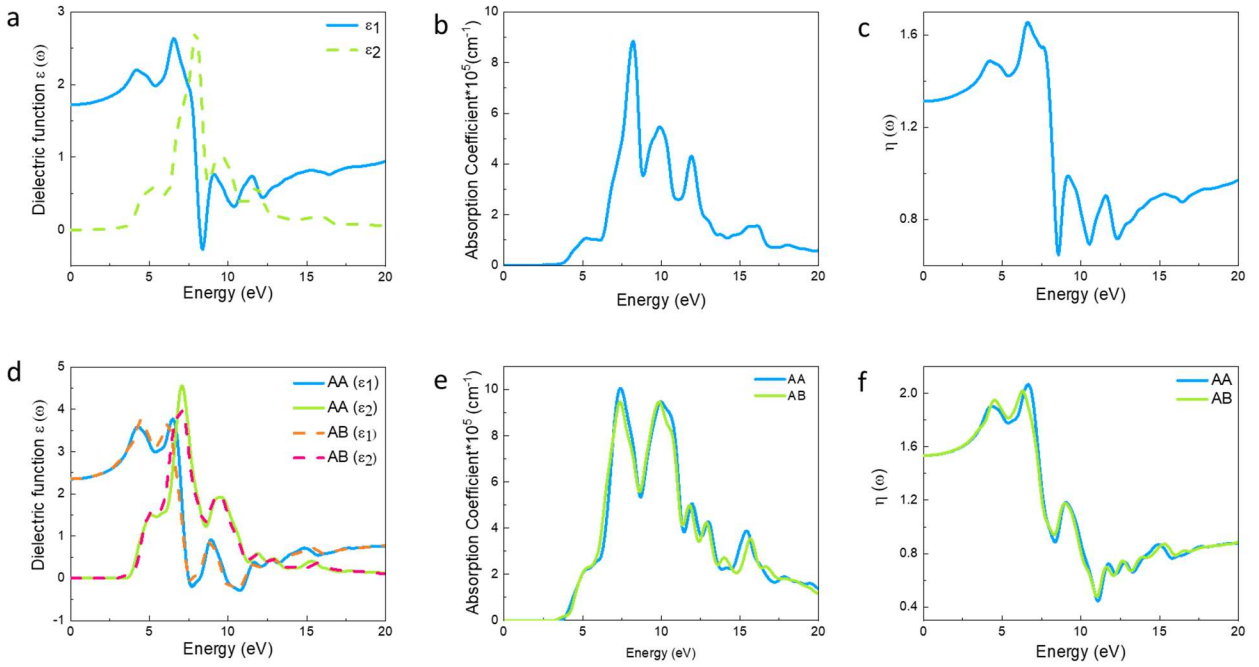 a
Dielectric function ε (ω)
3
2
1
0
ε1
ε2
0 5 10 15 20
Energy (eV)
b
Absorption Coefficient*10^5(cm^-1)
10
8
6
4
2
0
0 5 10 15 20
Energy (eV)
c
η (ω)
1.6
1.2
0.8
0 5 10 15 20
Energy (eV)
d
Dielectric function ε (ω)
5
4
3
2
1
0
-1
AA (ε1)
AA (ε2)
AB (ε1)
AB (ε2)
0 5 10 15 20
Energy (eV)
e
Absorption Coefficient*10^5 (cm^-1)
10
8
6
4
2
0
AA
AB
0 5 10 15 20
Energy (eV)
f
η (ω)
2.0
1.6
1.2
0.8
0.4
AA
AB
0 5 10 15 20
Energy (eV)